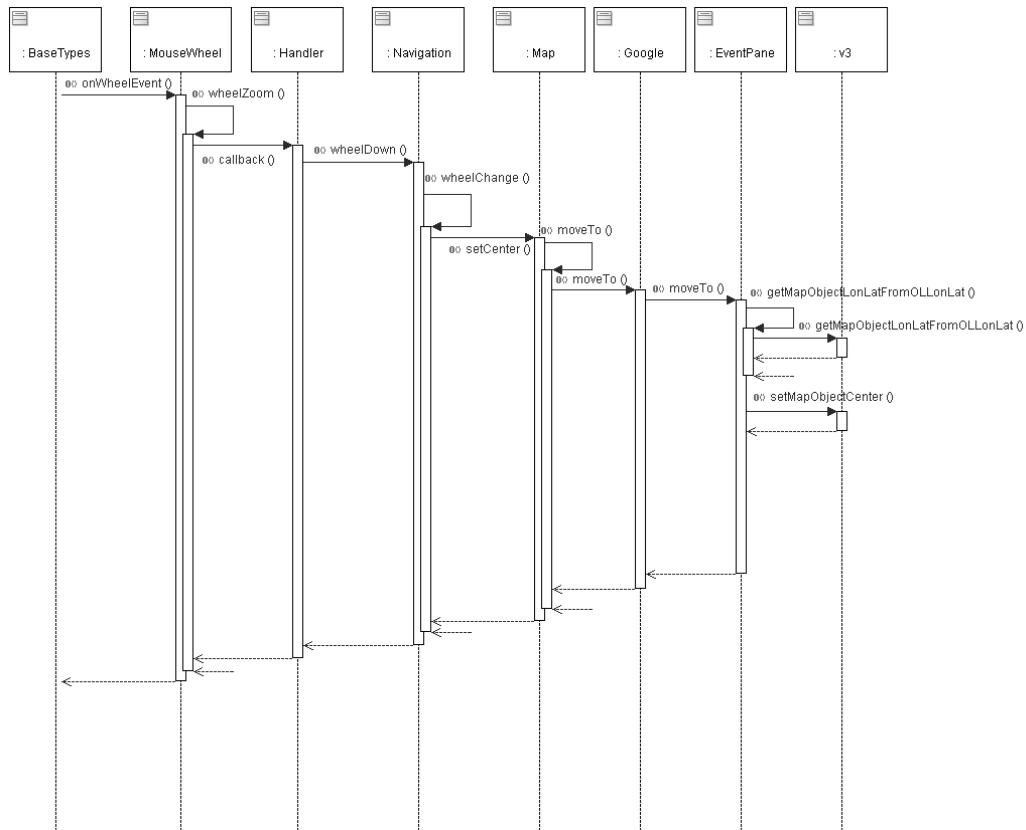 : BaseTypes
: MouseWheel
: Handler
: Navigation
: Map
: Google
: EventPane
: v3
onWheelEvent ()
wheelZoom ()
callback ()
wheelDown ()
wheelChange ()
setCenter ()
moveTo ()
moveTo ()
moveTo ()
getMapObjectLonLatFromOLLonLat ()
getMapObjectLonLatFromOLLonLat ()
setMapObjectCenter ()